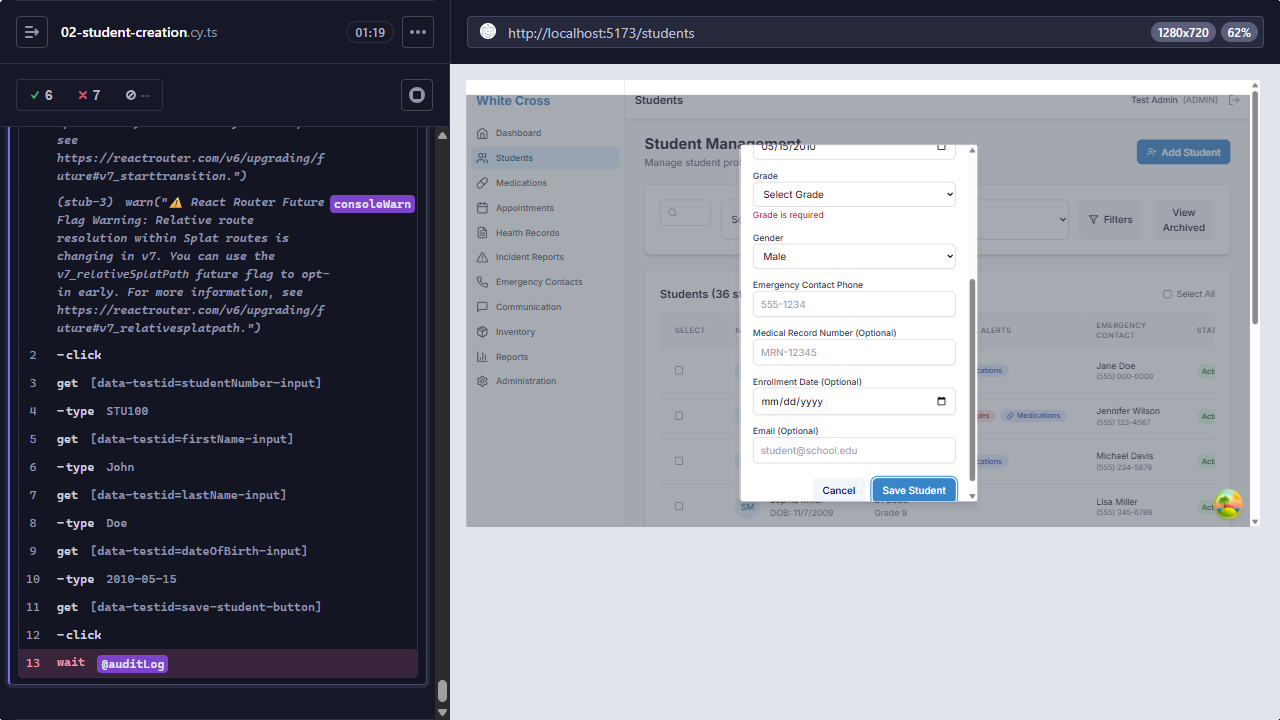 02-student-creation.cy.ts
01:19
6
7
--
see
https://reactrouter.com/v6/upgrading/f
uture#v7_starttransition.")
(stub-3) warn("⚠️ React Router Future
Flag Warning: Relative route
resolution within Splat routes is
changing in v7. You can use the
v7_relativeSplatPath future flag to opt-
in early. For more information, see
https://reactrouter.com/v6/upgrading/f
uture#v7_relativesplatpath.")
consoleWarn
2 -click
3 get [data-testid=studentNumber-input]
4 -type STU100
5 get [data-testid=firstName-input]
6 -type John
7 get [data-testid=lastName-input]
8 -type Doe
9 get [data-testid=dateOfBirth-input]
10 -type 2010-05-15
11 get [data-testid=save-student-button]
12 -click
13 wait @auditLog
http://localhost:5173/students
1280x720
62%
White Cross
Dashboard
Students
Medications
Appointments
Health Records
Incident Reports
Emergency Contacts
Communication
Inventory
Reports
Administration
Students
Test Admin (ADMIN)
Student Management
Add Student
Filters
View
Archived
Students (36
Select All
SELECT
ALERTS
EMERGENCY
CONTACT
Jane Doe
(555) 000-0000
Jennifer Wilson
(555) 123-4567
Medications
Michael Davis
(555) 234-5678
Lisa Miller
(555) 345-6789
SM
DOB: 11/7/2009
Grade 9
05/15/2010
Grade
Select Grade
Grade is required
Gender
Male
Emergency Contact Phone
555-1234
Medical Record Number (Optional)
MRN-12345
Enrollment Date (Optional)
mm/dd/yyyy
Email (Optional)
student@school.edu
Cancel
Save Student